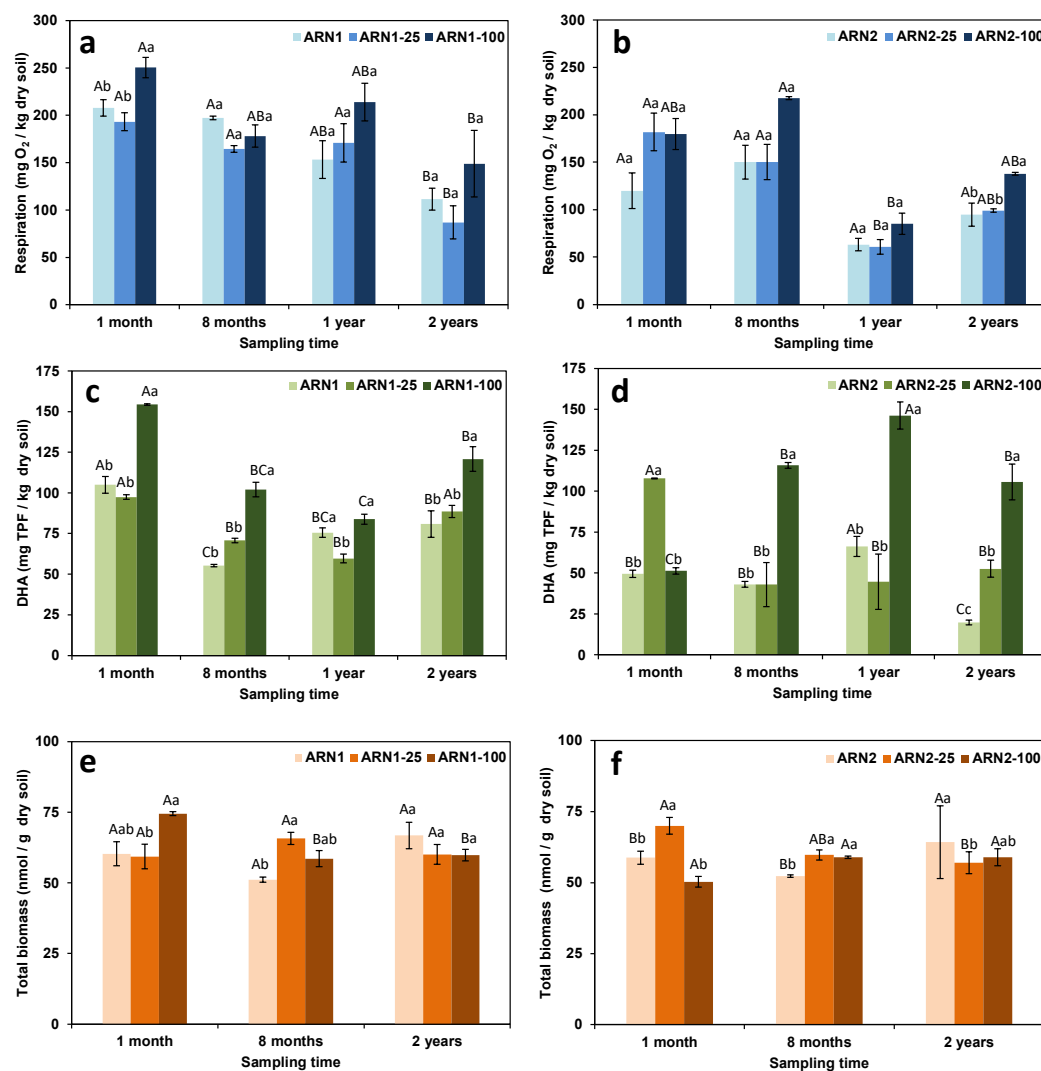 a
ARN1 ARN1-25 ARN1-100
Respiration (mg O2 / kg dry soil)
300
250
200
150
100
50
0
Ab Ab Aa
Aa Aa ABa
ABa Aa ABa
Ba Ba Ba
1 month 8 months 1 year 2 years
Sampling time
b
ARN2 ARN2-25 ARN2-100
Respiration (mg O2 / kg dry soil)
300
250
200
150
100
50
0
Aa Aa ABa
Aa Aa Aa
Aa Ba Ba
Ab ABb ABa
1 month 8 months 1 year 2 years
Sampling time
c
ARN1 ARN1-25 ARN1-100
DHA (mg TPF / kg dry soil)
175
150
125
100
75
50
25
0
Ab Ab Aa
Cb Bb BCa
BCa Bb Ca
Bb Ab Ba
1 month 8 months 1 year 2 years
Sampling time
d
ARN2 ARN2-25 ARN2-100
DHA (mg TPF / kg dry soil)
175
150
125
100
75
50
25
0
Bb Aa Cb
Bb Bb Ba
Ab Bb Aa
Cc Bb Ba
1 month 8 months 1 year 2 years
Sampling time
e
ARN1 ARN1-25 ARN1-100
Total biomass (nmol / g dry soil)
100
75
50
25
0
Aab Ab Aa
Ab Aa Bab
Aa Aa Ba
1 month 8 months 2 years
Sampling time
f
ARN2 ARN2-25 ARN2-100
Total biomass (nmol / g dry soil)
100
75
50
25
0
Bb Aa Ab
Bb ABa Aa
Aa Bb Aab
1 month 8 months 2 years
Sampling time